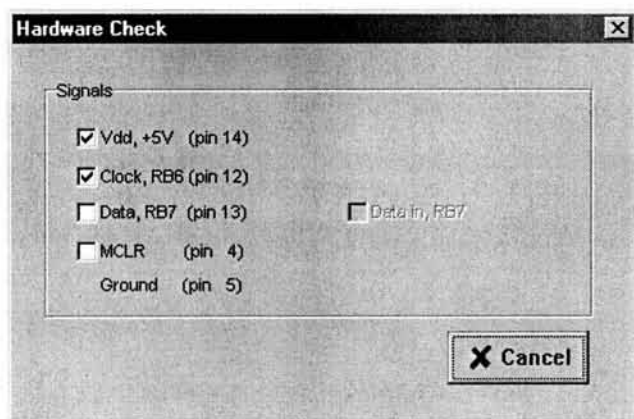 Hardware Check
Signals
Vdd, +5V (pin 14)
Clock, RB6 (pin 12)
Data, RB7 (pin 13) Data in, RB7
MCLR (pin 4)
Ground (pin 5)
Cancel